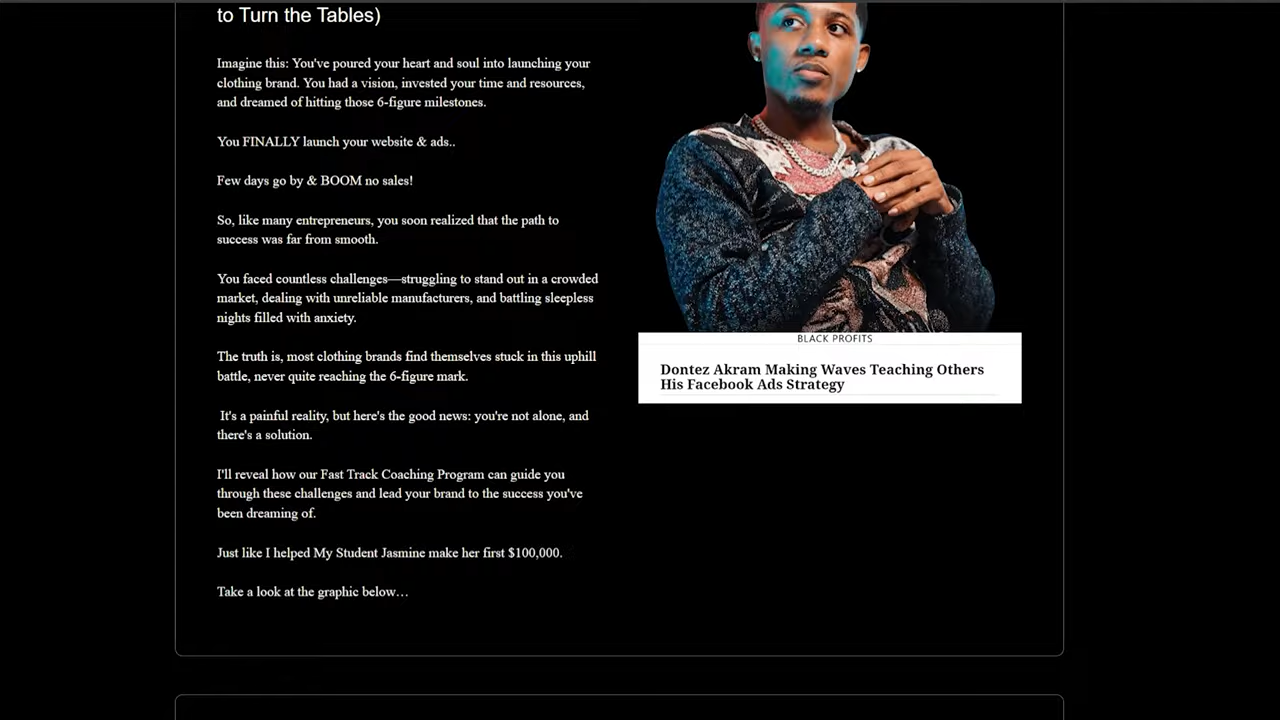 to Turn the Tables)
Imagine this: You've poured your heart and soul into launching your
clothing brand. You had a vision, invested your time and resources,
and dreamed of hitting those 6-figure milestones.
You FINALLY launch your website & ads..
Few days go by & BOOM no sales!
So, like many entrepreneurs, you soon realized that the path to
success was far from smooth.
You faced countless challenges—struggling to stand out in a crowded
market, dealing with unreliable manufacturers, and battling sleepless
nights filled with anxiety.
The truth is, most clothing brands find themselves stuck in this uphill
battle, never quite reaching the 6-figure mark.
It's a painful reality, but here's the good news: you're not alone, and
there's a solution.
I'll reveal how our Fast Track Coaching Program can guide you
through these challenges and lead your brand to the success you've
been dreaming of.
Just like I helped My Student Jasmine make her first $100,000.
Take a look at the graphic below…
BLACK PROFITS
Dontez Akram Making Waves Teaching Others
His Facebook Ads Strategy